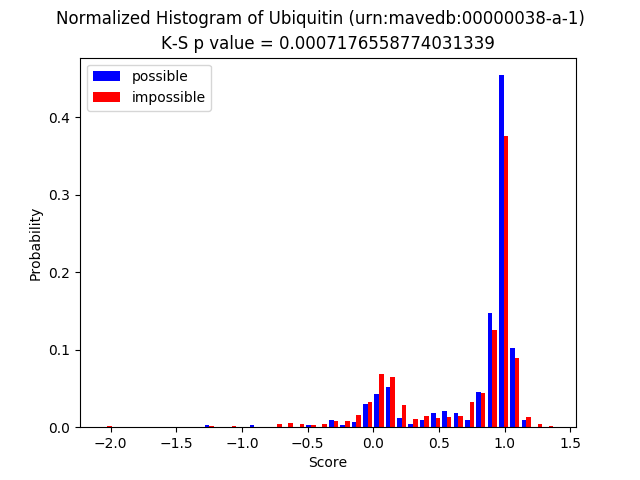 Normalized Histogram of Ubiquitin (urn:mavedb:00000038-a-1)
K-S p value = 0.0007176558774031339
possible
impossible
Probability
0.4
0.3
0.2
0.1
0.0
−2.0 −1.5 −1.0 −0.5 0.0 0.5 1.0 1.5
Score